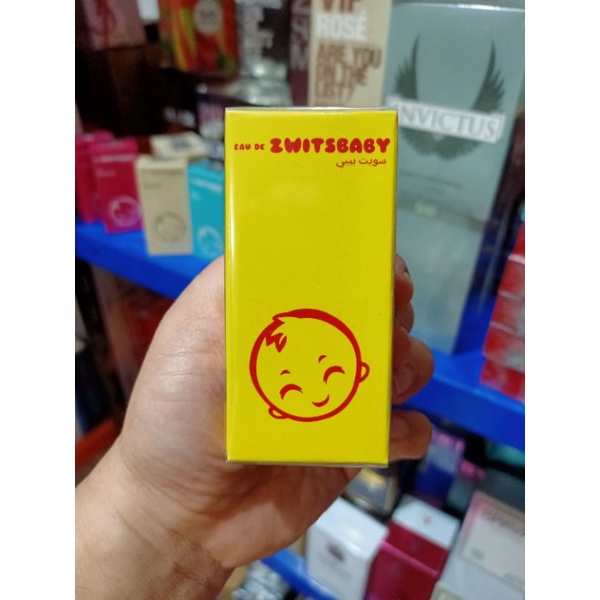 VIP
ROSÉ
ARE YOU
ON THE
LIST?
INVICTUS
EAU DE ZWITSBABY
سويت بيبي